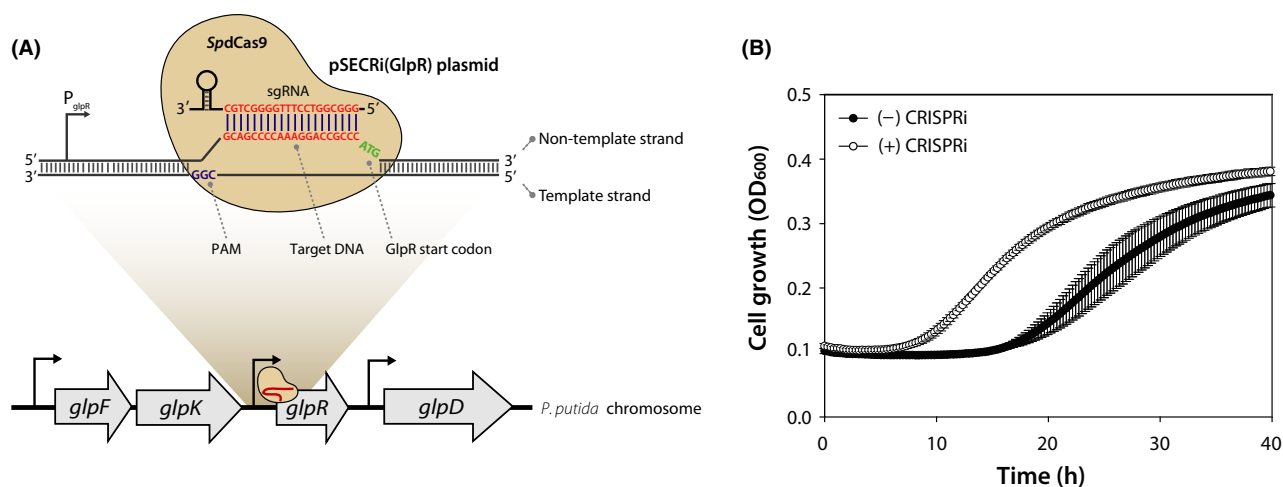 (A)
SpdCas9
pSECRi(GlpR) plasmid
sgRNA
3′ CGTCGGGGTTTCCTGGCGGG 5′
PglpR
GCAGCCCCAAAGGACCGCCC
ATG
5′ 3′
3′ 5′
GGC
Non-template strand
Template strand
PAM
Target DNA
GlpR start codon
glpF
glpK
glpR
glpD
P. putida chromosome
(B)
(−) CRISPRi
(+) CRISPRi
Cell growth (OD600)
0.5
0.4
0.3
0.2
0.1
0.0
0 10 20 30 40
Time (h)